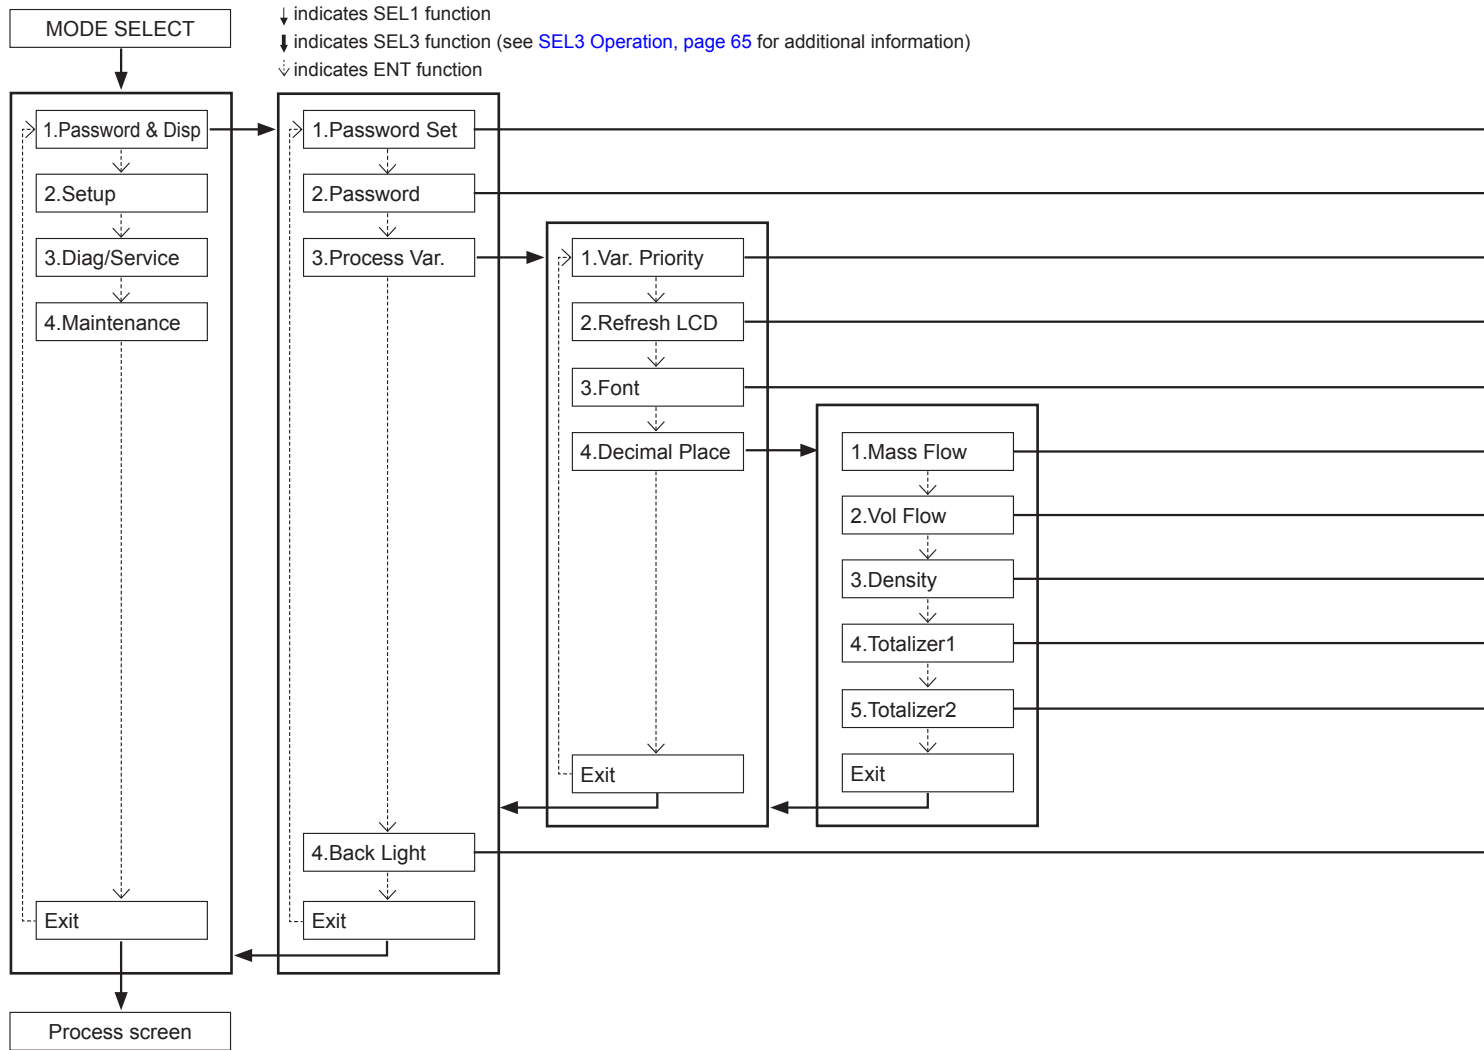 MODE SELECT
indicates SEL1 function
indicates SEL3 function (see SEL3 Operation, page 65 for additional information)
indicates ENT function
1.Password & Disp
2.Setup
3.Diag/Service
4.Maintenance
Exit
Process screen
1.Password Set
2.Password
3.Process Var.
4.Back Light
Exit
1.Var. Priority
2.Refresh LCD
3.Font
4.Decimal Place
Exit
1.Mass Flow
2.Vol Flow
3.Density
4.Totalizer1
5.Totalizer2
Exit